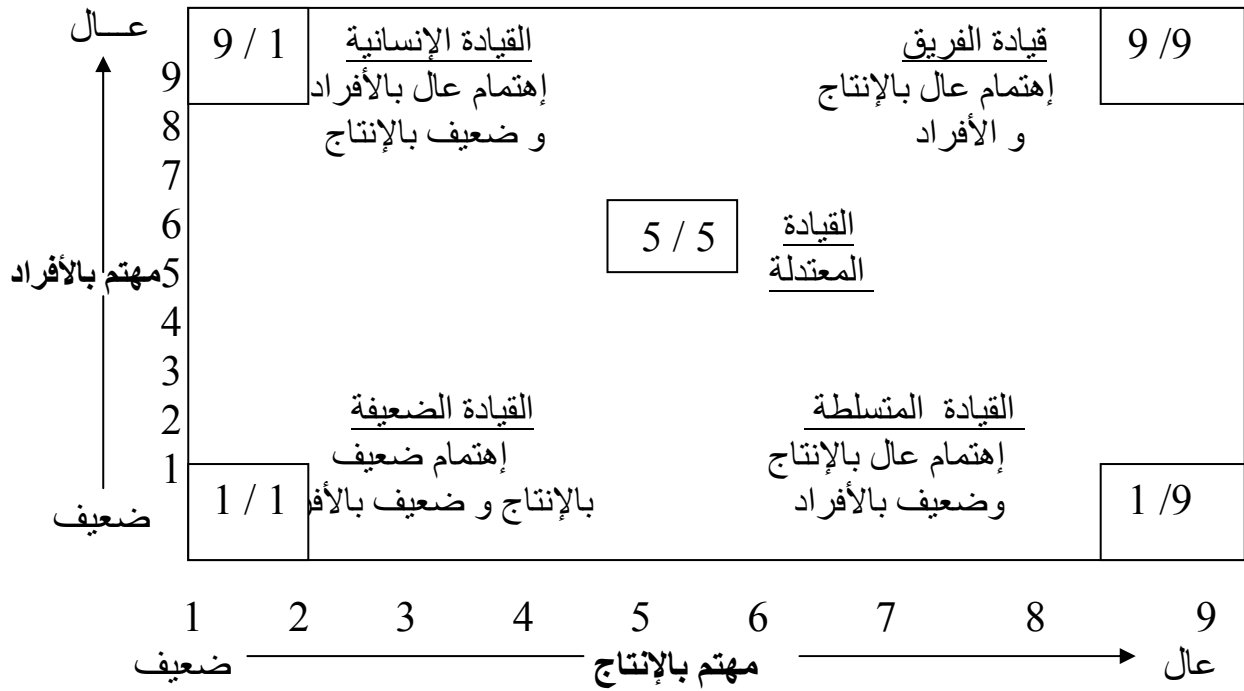 عـــال
9 / 1
القيادة الإنسانية
إهتمام عال بالأفراد
و ضعيف بالإنتاج
قيادة الفريق
إهتمام عال بالإنتاج
و الأفراد
9 /9
9
8
7
6
5
4
3
2
1
مهتم بالأفراد
ضعيف
5 / 5
القيادة
المعتدلة
القيادة الضعيفة
إهتمام ضعيف
بالإنتاج و ضعيف
1 / 1
القيادة المتسلطة
إهتمام عال بالإنتاج
وضعيف بالأفراد
1 /9
1 2 3 4 5 6 7 8 9
ضعيف
مهتم بالإنتاج
عال